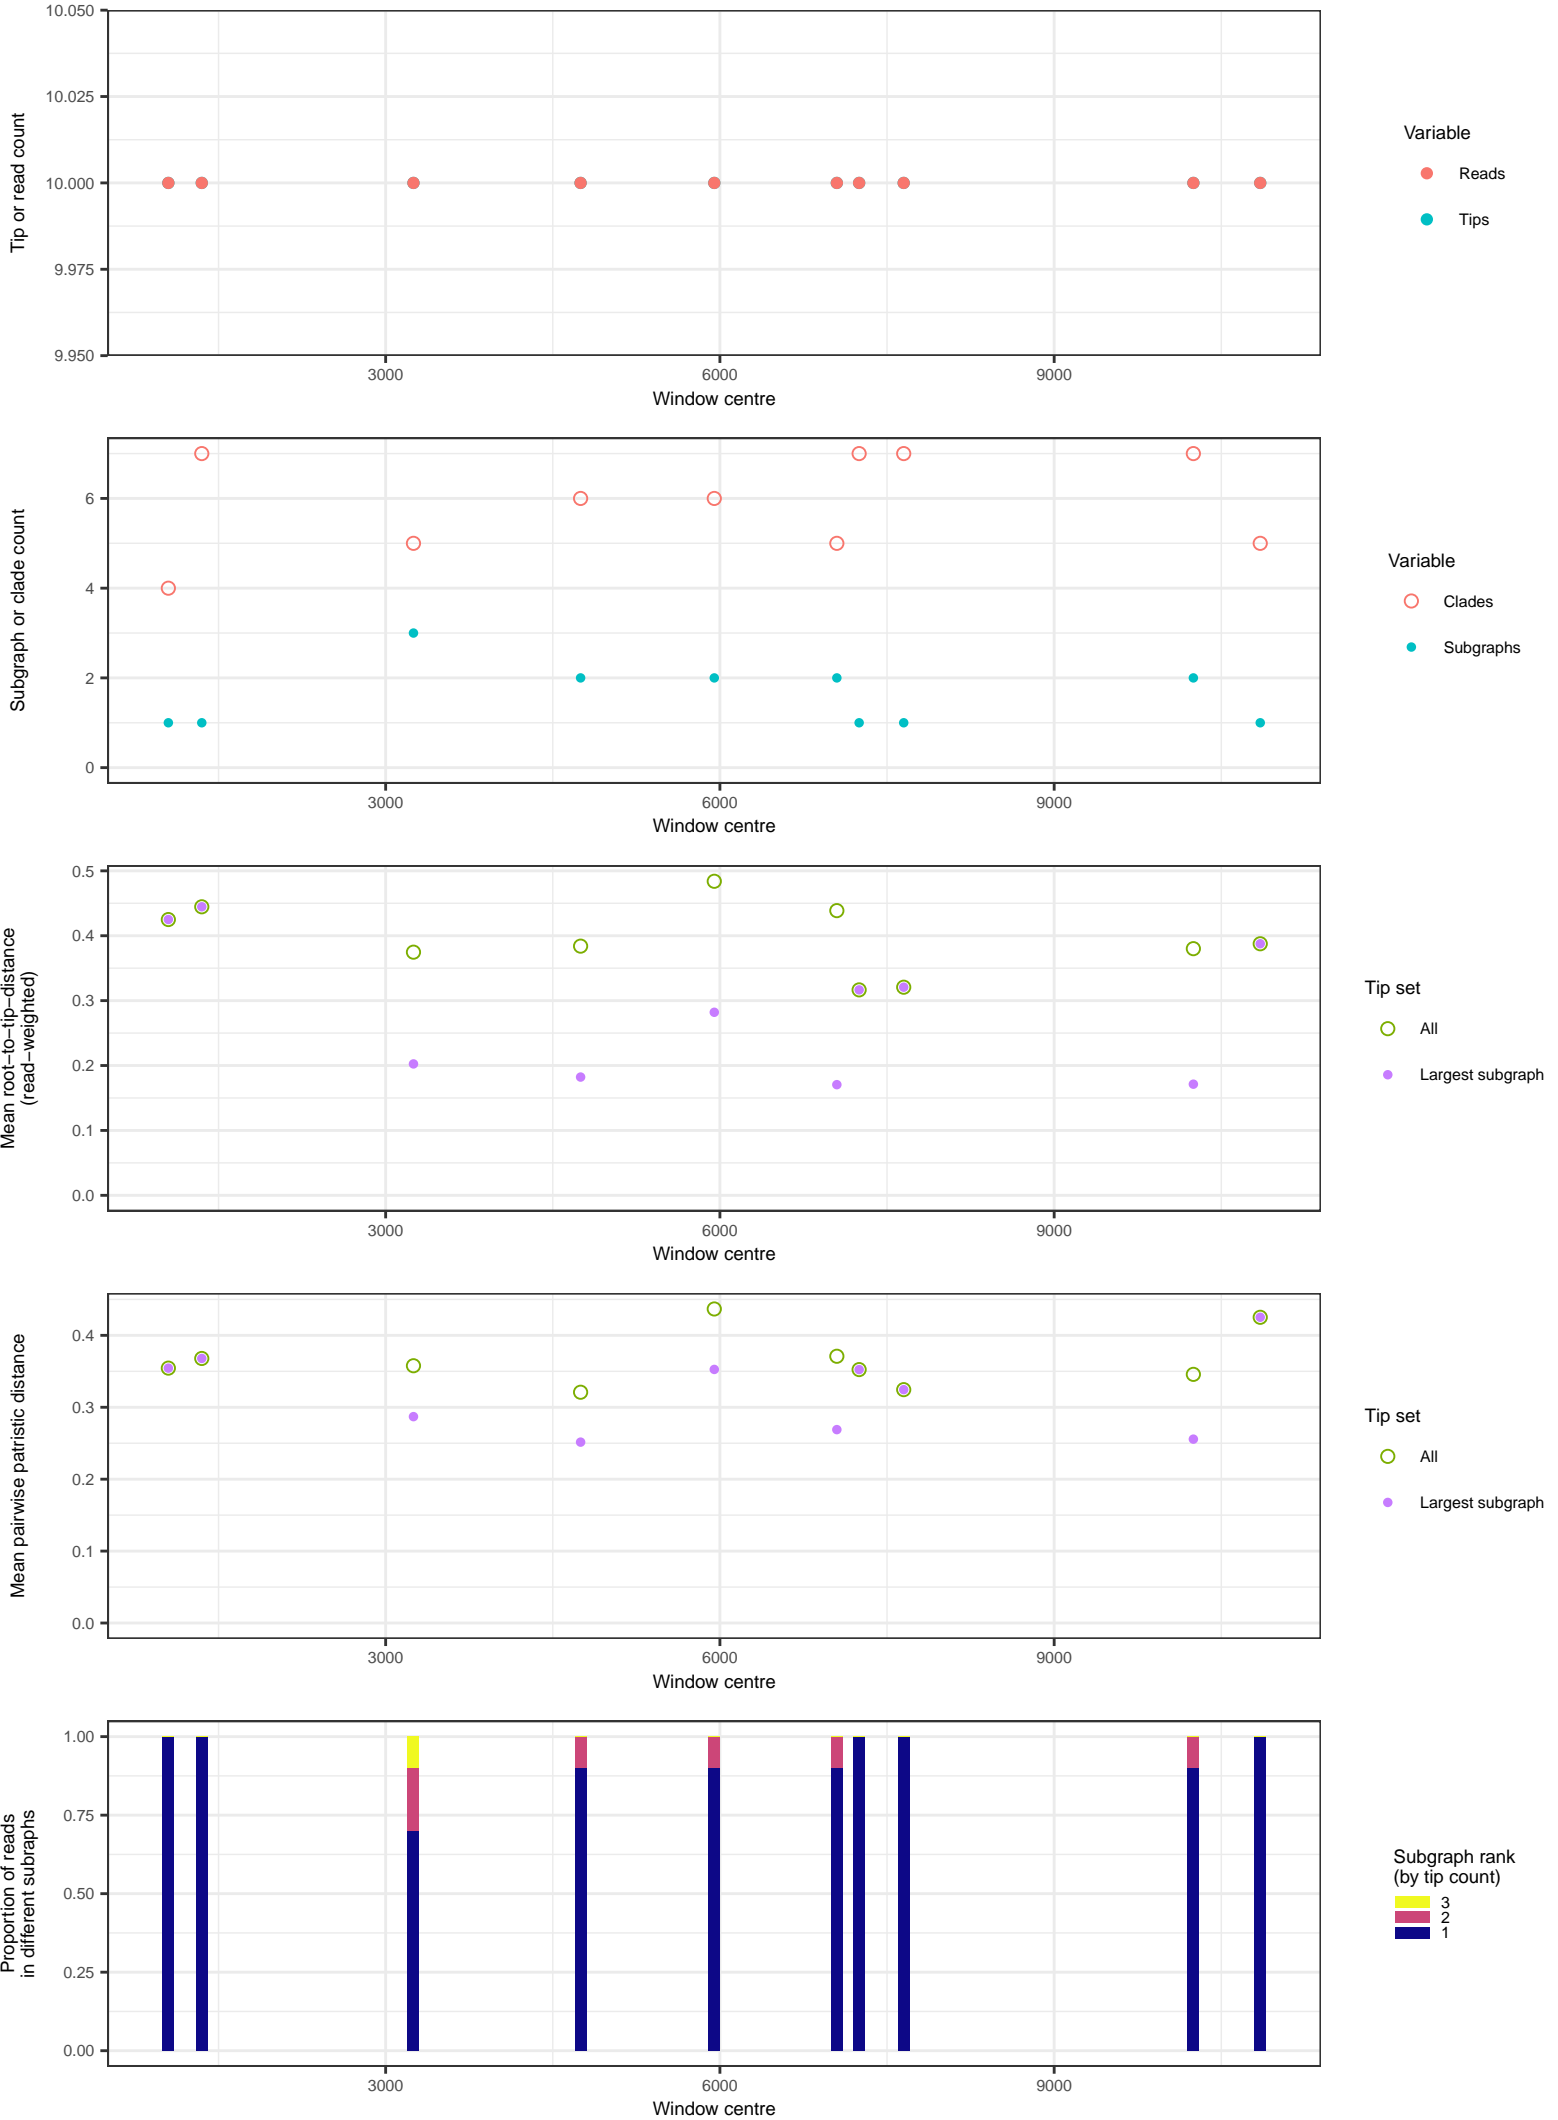 10.050
10.025
10.000
9.975
9.950
Tip or read count
3000
6000
9000
Window centre
Variable
Reads
Tips
6
4
2
0
Subgraph or clade count
3000
6000
9000
Window centre
Variable
Clades
Subgraphs
0.5
0.4
0.3
0.2
0.1
0.0
Mean root−to−tip−distance
(read−weighted)
3000
6000
9000
Window centre
Tip set
All
Largest subgraph
0.4
0.3
0.2
0.1
0.0
Mean pairwise patristic distance
3000
6000
9000
Window centre
Tip set
All
Largest subgraph
1.00
0.75
0.50
0.25
0.00
Proportion of reads
in different subraphs
3000
6000
9000
Window centre
Subgraph rank
(by tip count)
3
2
1